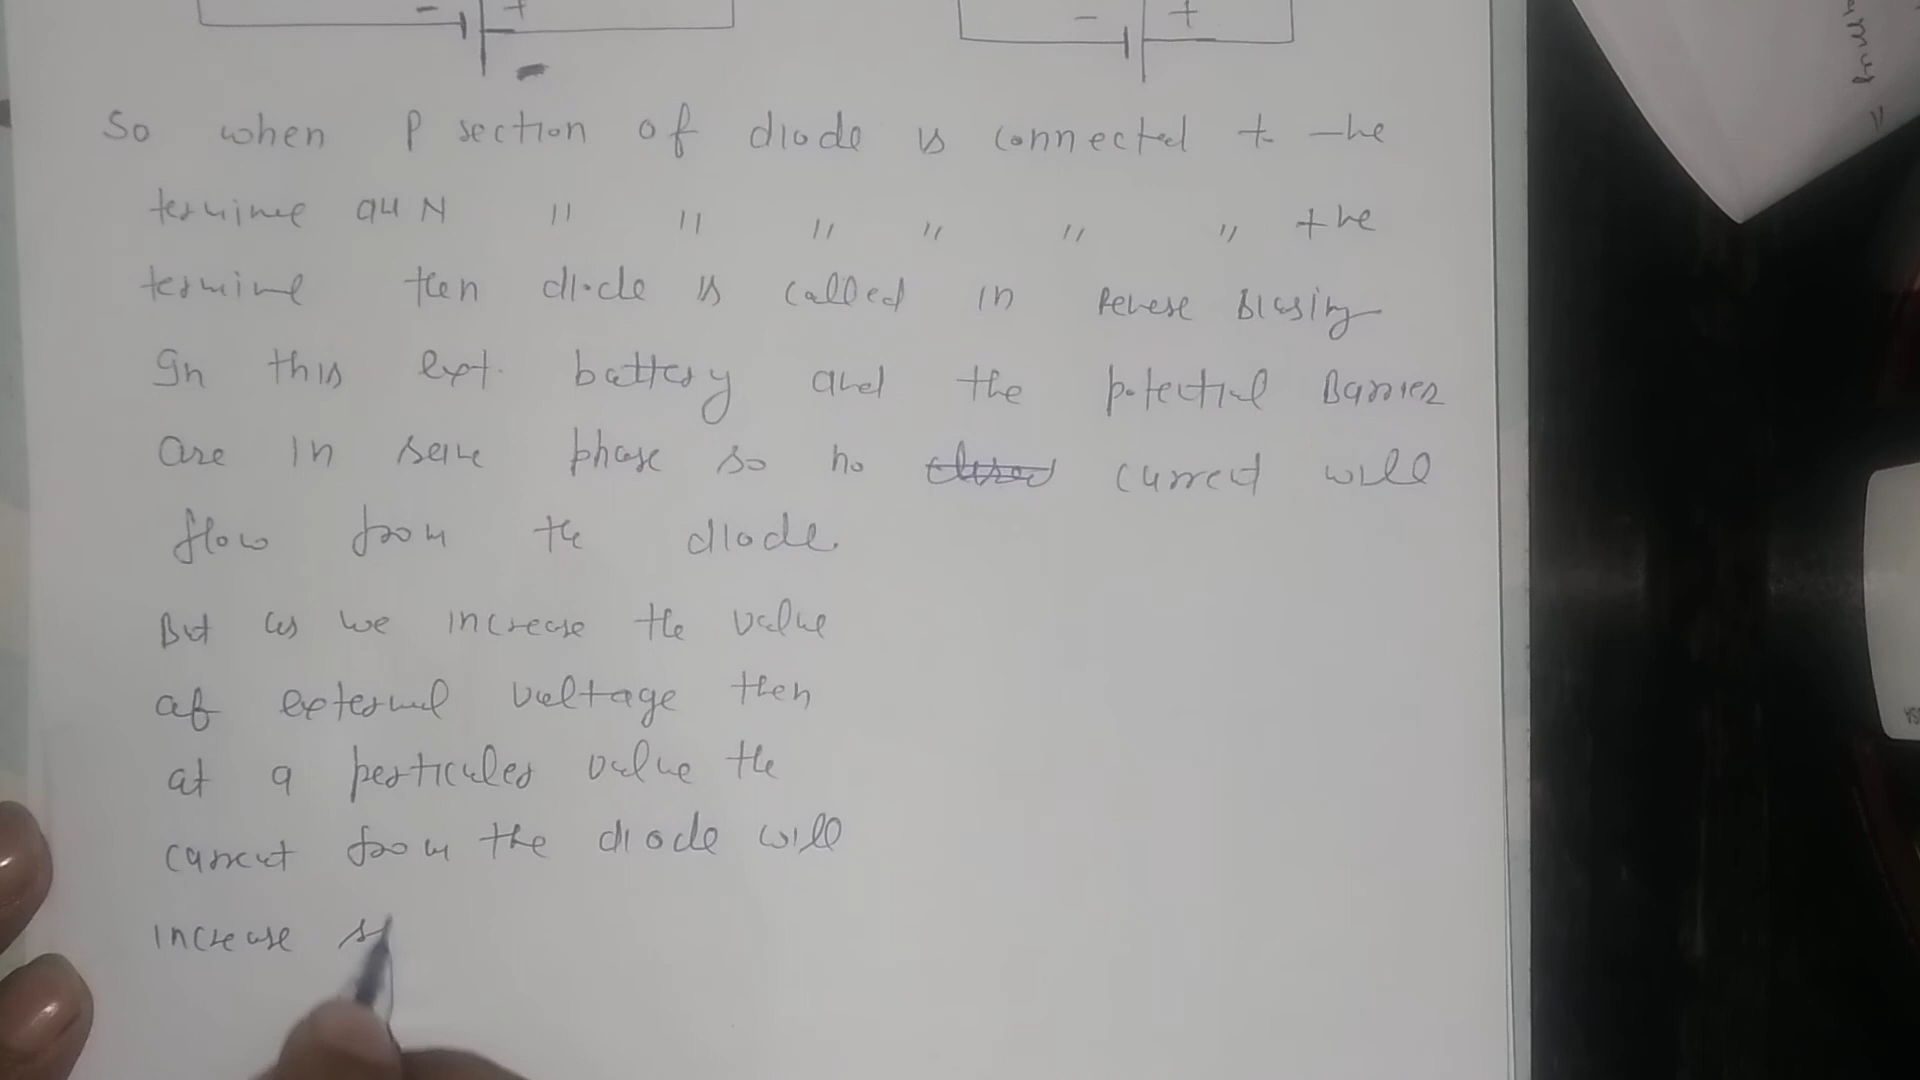 - +
- +
So when P section of diode is connected to -ve
termine and N " " " " " " +ve
termine then diode is called in Reverse Biasing
In this ext. battery and the potential Barrier
are in same phase so no current will
flow from the diode.
But as we increase the value
of external voltage then
at a perticular value the
current from the diode will
increase